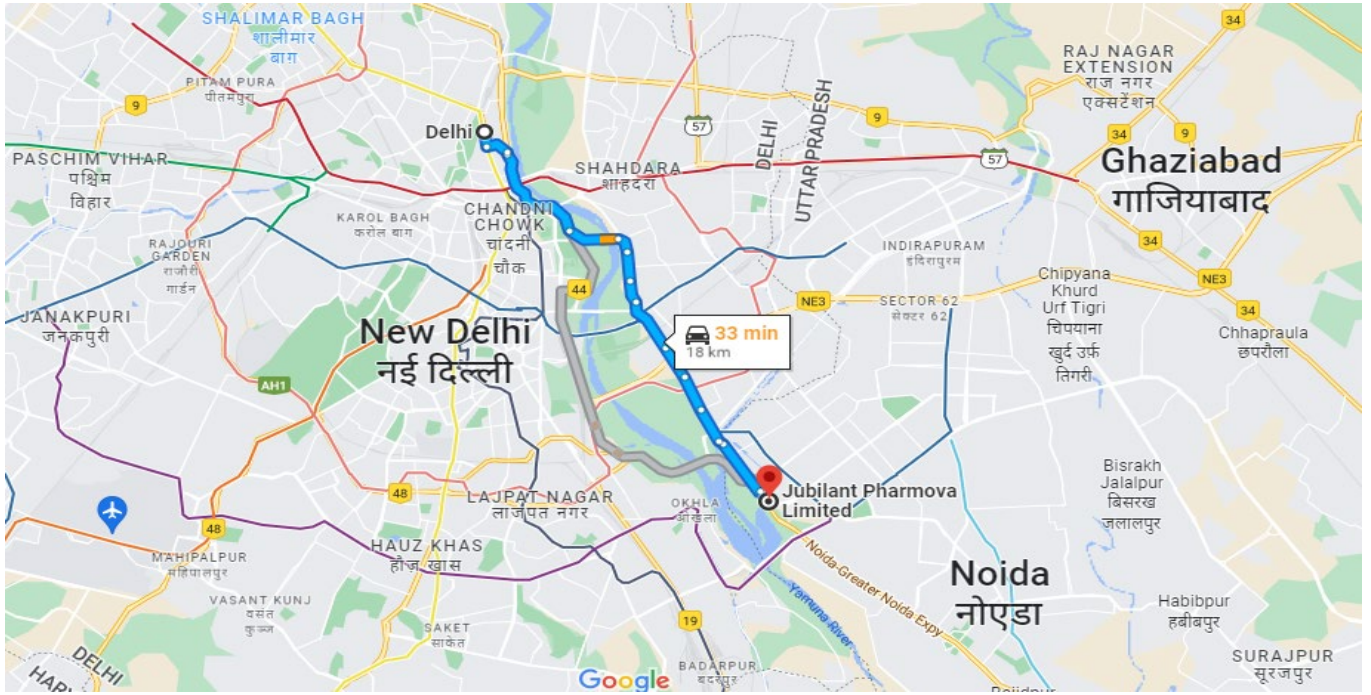 SHALIMAR BAGH
शालीमार
बाग
PITAM PURA
पीतमपुरा
9
PASCHIM VIHAR
पश्चिम
विहार
Delhi
57
SHAHDARA
शाहदरा
DELHI
UTTAR PRADESH
9
RAJ NAGAR
EXTENSION
राज नगर
एक्सटेंशन
34
9
57
Ghaziabad
गाजियाबाद
KAROL BAGH
करोल बाग
CHANDNI
CHOWK
चांदनी
चौक
RAJOURI
GARDEN
राजौरी
गार्डन
JANAKPURI
जनकपुरी
44
New Delhi
नई दिल्ली
33 min
18 km
INDIRAPURAM
इंदिरापुरम
NE3
SECTOR 62
सेक्टर 62
34
NE3
34
Chipyana
Khurd
Urf Tigri
चिपयाना
खुर्द उर्फ़
तिगरी
Chhapraula
छपरौला
AH1
48
LAJPAT NAGAR
लाजपत नगर
OKHLA
ओखला
Jubilant Pharmova
Limited
Bisrakh
Jalalpur
बिसरख
जलालपुर
48
MAHIPALPUR
महिपालपुर
HAUZ KHAS
हौज़ खास
VASANT KUNJ
वसंत
कुञ्ज
SAKET
साकेत
19
Noida-Greater Noida Expy
Yamuna River
Noida
नोएडा
Habibpur
हबीबपुर
SURAJPUR
सूरजपुर
DELHI
BADARPUR
बदरपुर
Google